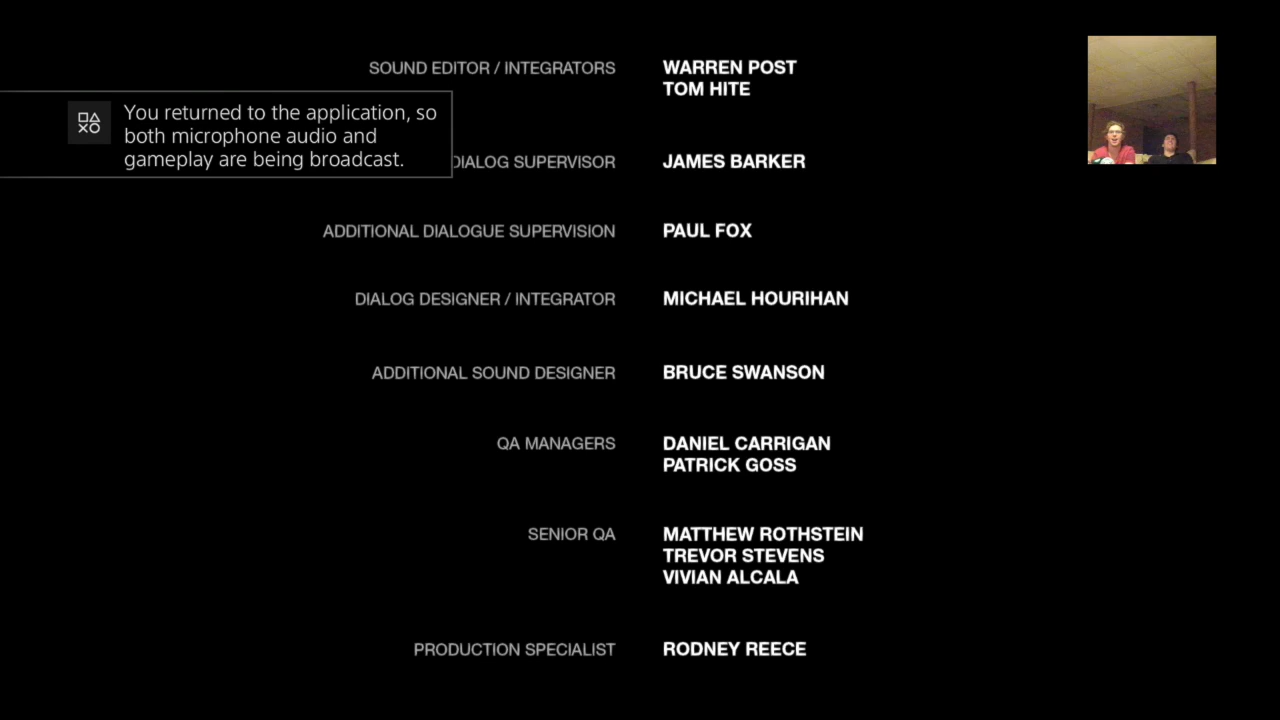 SOUND EDITOR / INTEGRATORS WARREN POST
TOM HITE
You returned to the application, so
both microphone audio and
gameplay are being broadcast.
DIALOG SUPERVISOR JAMES BARKER
ADDITIONAL DIALOGUE SUPERVISION PAUL FOX
DIALOG DESIGNER / INTEGRATOR MICHAEL HOURIHAN
ADDITIONAL SOUND DESIGNER BRUCE SWANSON
QA MANAGERS DANIEL CARRIGAN
PATRICK GOSS
SENIOR QA MATTHEW ROTHSTEIN
TREVOR STEVENS
VIVIAN ALCALA
PRODUCTION SPECIALIST RODNEY REECE